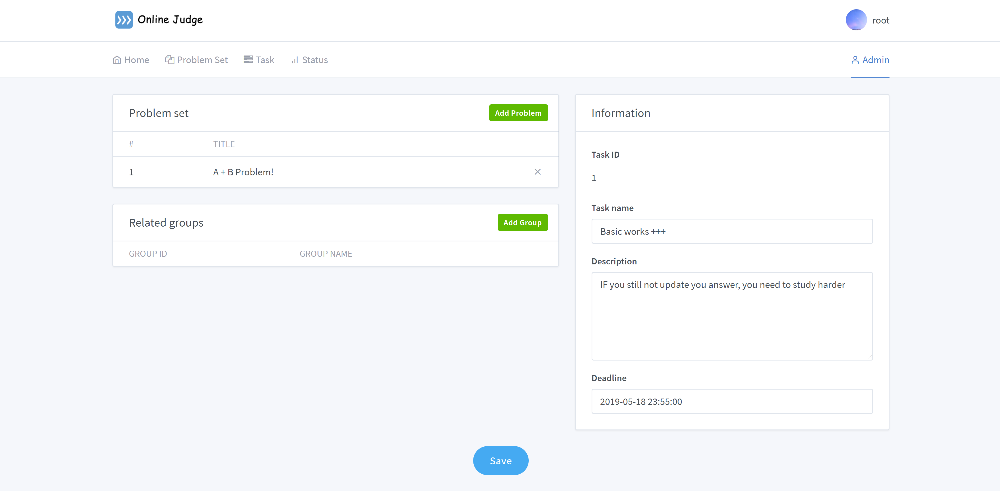 Online Judge
root
Home
Problem Set
Task
Status
Admin
Problem set
Add Problem
# TITLE
1 A + B Problem!
Related groups
Add Group
GROUP ID GROUP NAME
Information
Task ID
1
Task name
Basic works +++
Description
IF you still not update you answer, you need to study harder
Deadline
2019-05-18 23:55:00
Save